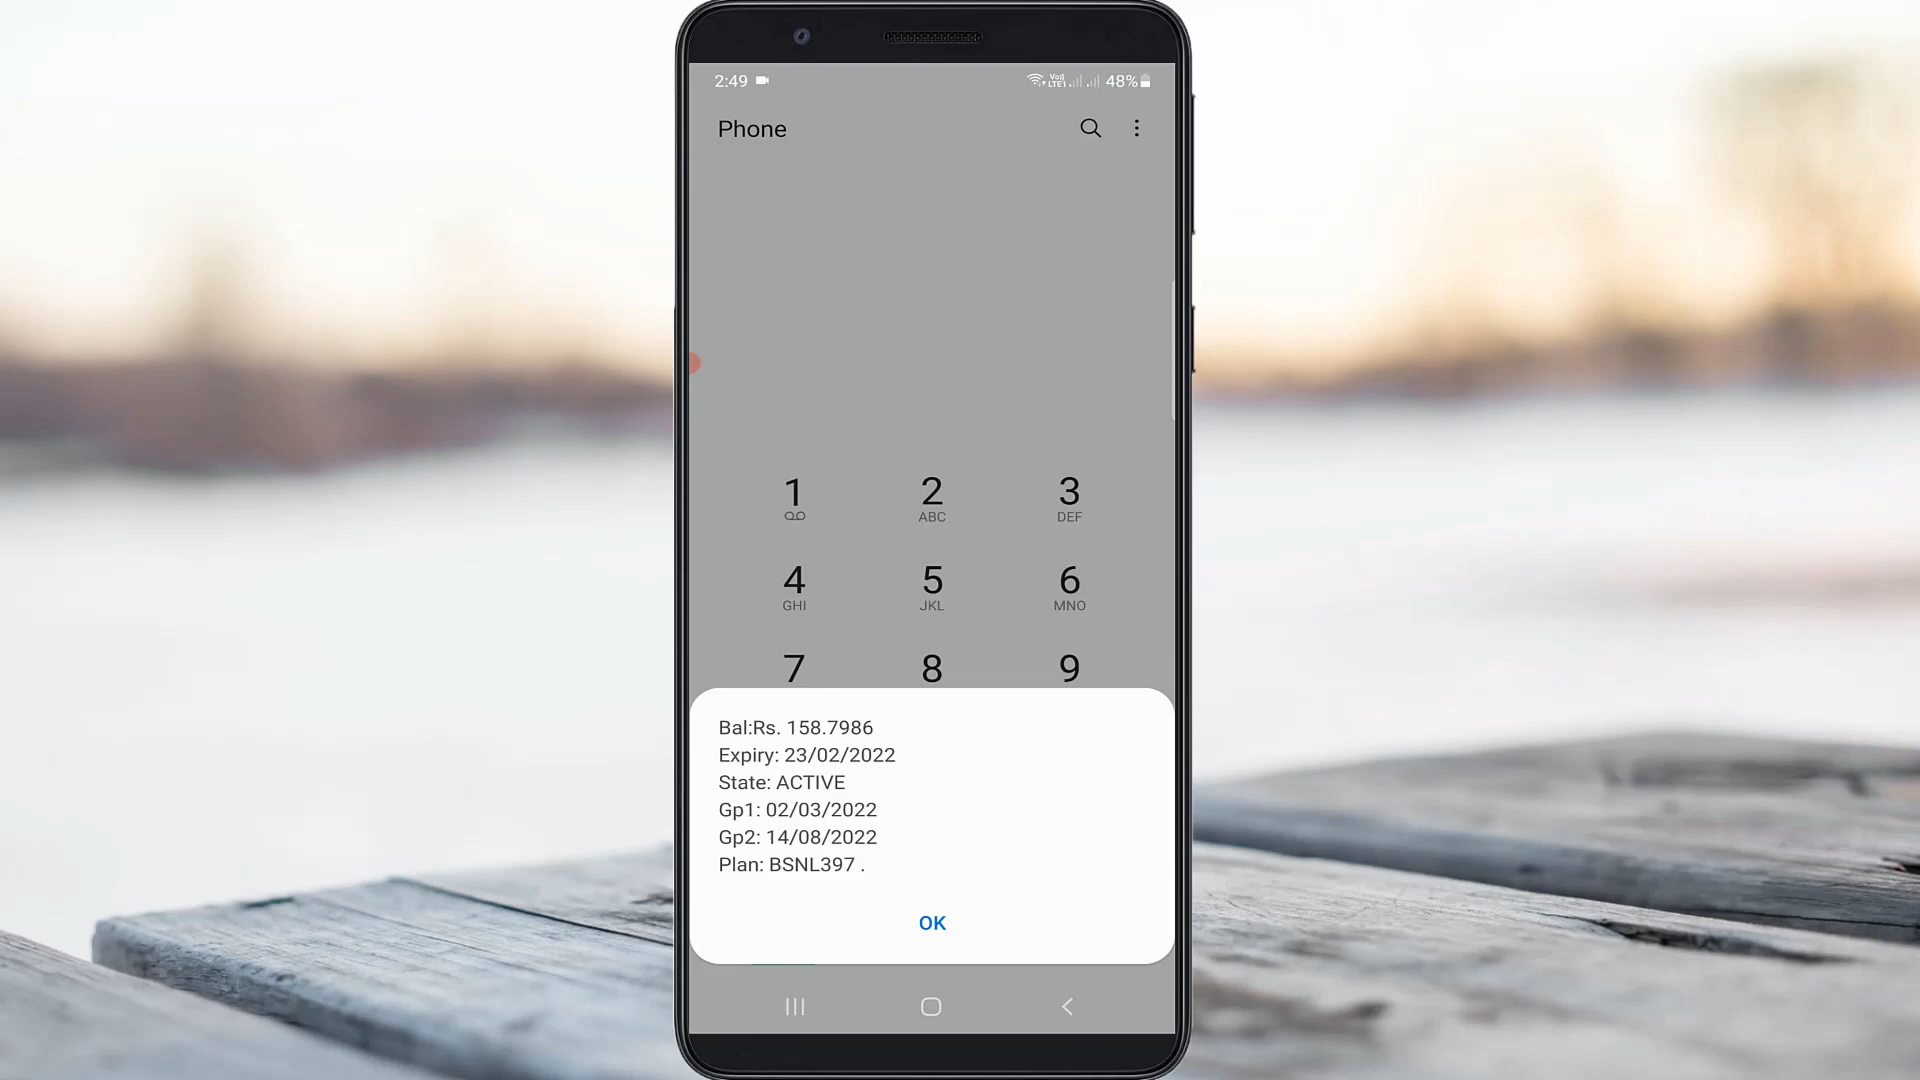 2:49
Vo)) LTE1 48%
Phone
1 2 3
ABC DEF
4 5 6
GHI JKL MNO
7 8 9
Bal:Rs. 158.7986
Expiry: 23/02/2022
State: ACTIVE
Gp1: 02/03/2022
Gp2: 14/08/2022
Plan: BSNL397 .
OK